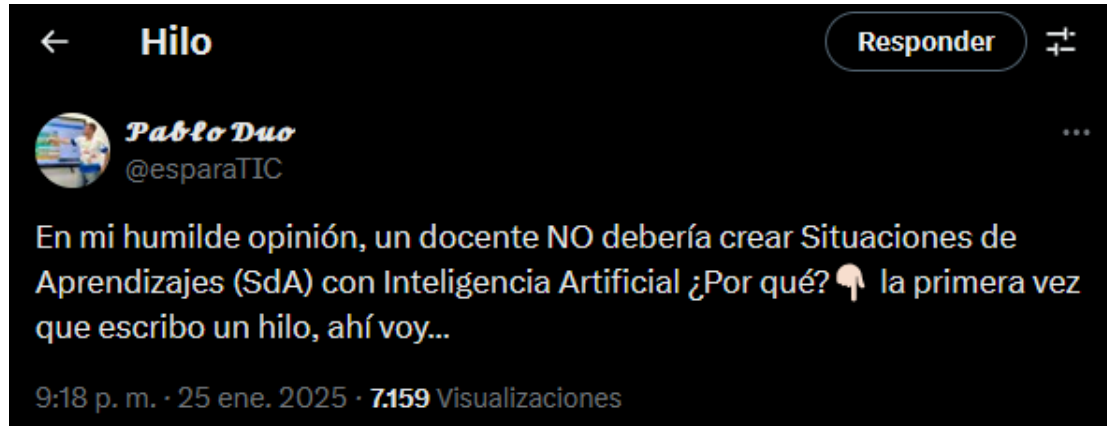 Hilo
Responder
𝓟𝓪𝓫𝓵𝓸 𝓓𝓾𝓸
@esparaTIC
En mi humilde opinión, un docente NO debería crear Situaciones de
Aprendizajes (SdA) con Inteligencia Artificial ¿Por qué?👇🏻 la primera vez
que escribo un hilo, ahí voy...
9:18 p. m. · 25 ene. 2025 · 7.159 Visualizaciones